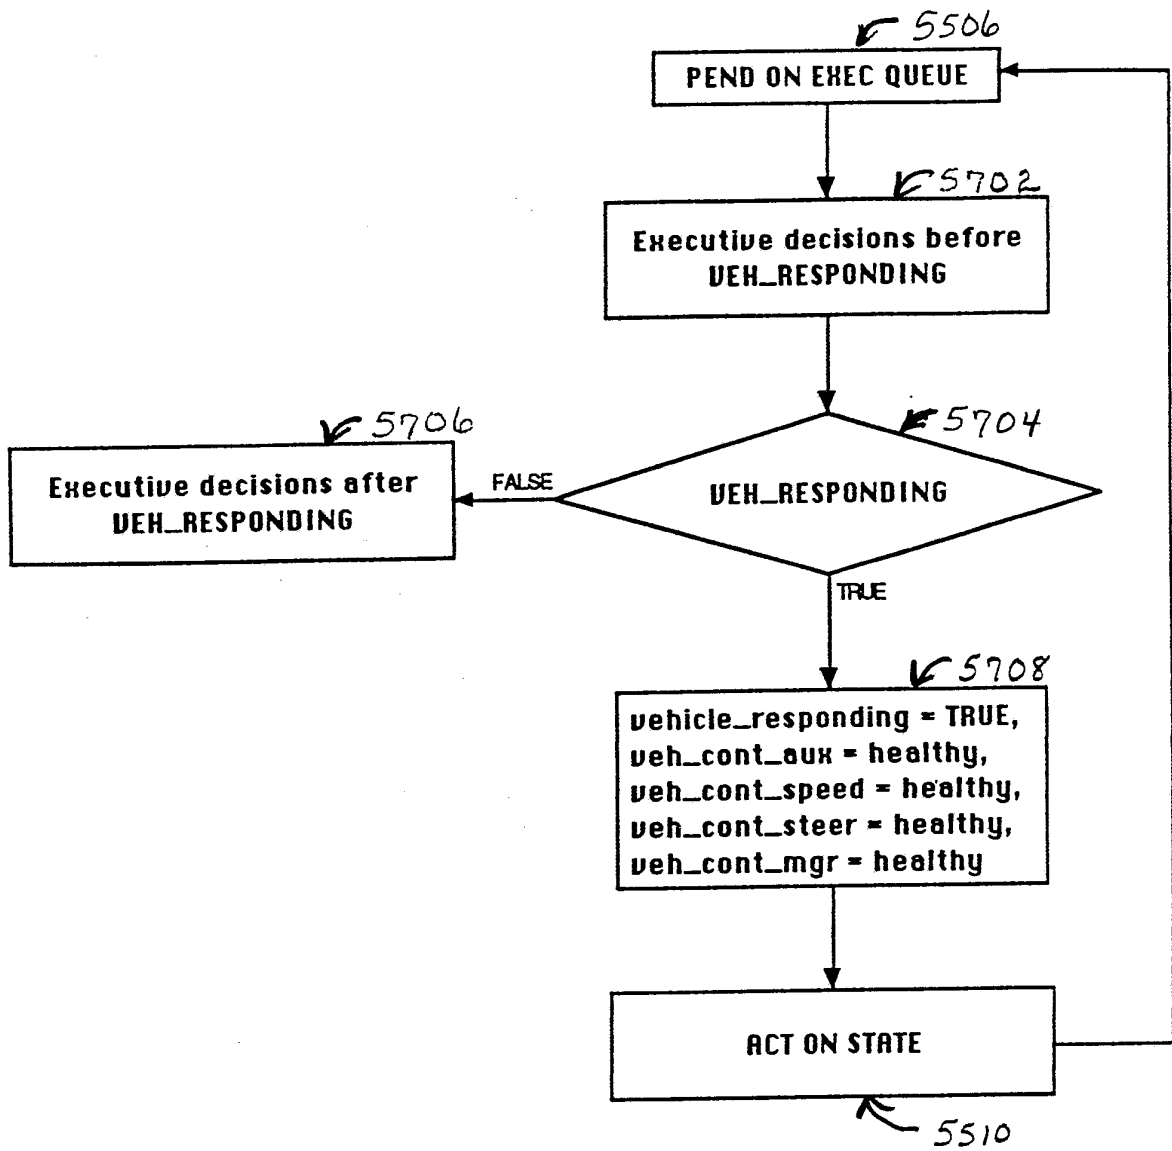 5506
PEND ON EXEC QUEUE
5702
Executive decisions before
VEH_RESPONDING
5704
VEH_RESPONDING
FALSE
5706
Executive decisions after
VEH_RESPONDING
TRUE
5708
vehicle_responding = TRUE,
veh_cont_aux = healthy,
veh_cont_speed = healthy,
veh_cont_steer = healthy,
veh_cont_mgr = healthy
ACT ON STATE
5510